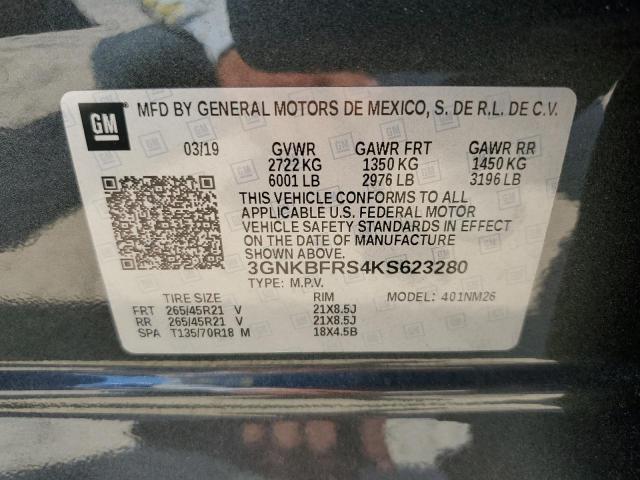 GM MFD BY GENERAL MOTORS DE MEXICO, S. DE R.L. DE C.V.
03/19 GVWR GAWR FRT GAWR RR
2722 KG 1350 KG 1450 KG
6001 LB 2976 LB 3196 LB
THIS VEHICLE CONFORMS TO ALL
APPLICABLE U.S. FEDERAL MOTOR
VEHICLE SAFETY STANDARDS IN EFFECT
ON THE DATE OF MANUFACTURE
SHOWN ABOVE.
3GNKBFRS4KS623280
TYPE: M.P.V. MODEL: 401NM26
TIRE SIZE RIM
FRT 265/45R21 V 21X8.5J
RR 265/45R21 V 21X8.5J
SPA T135/70R18 M 18X4.5B